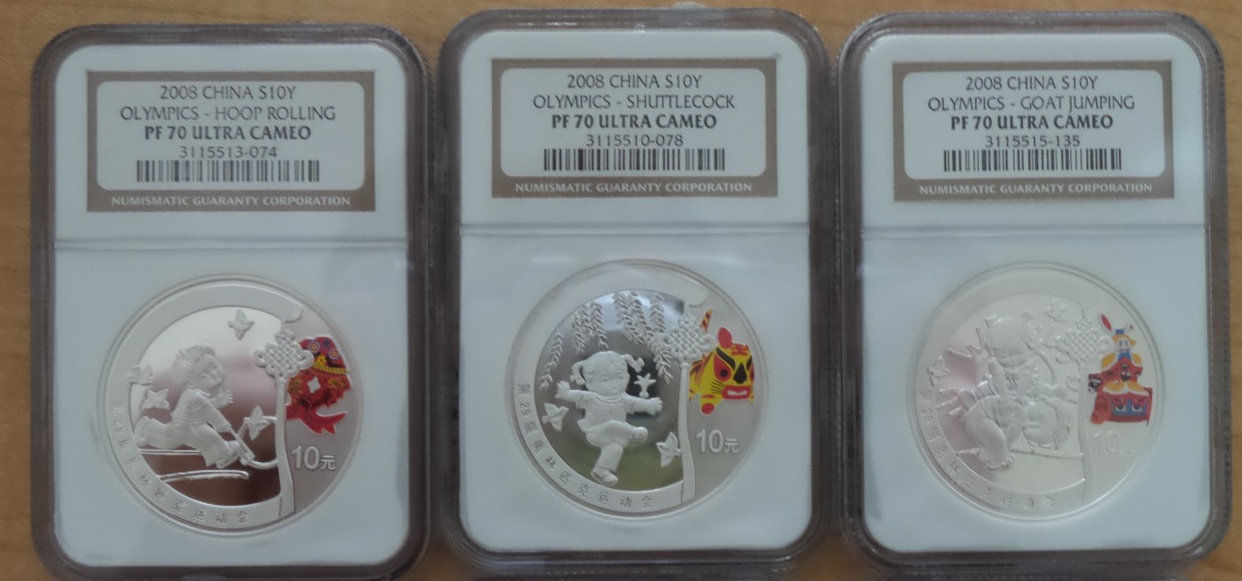 2008 CHINA S10Y
OLYMPICS - HOOP ROLLING
PF 70 ULTRA CAMEO
3115513-074
NUMISMATIC GUARANTY CORPORATION
10元
2008 CHINA S10Y
OLYMPICS - SHUTTLECOCK
PF 70 ULTRA CAMEO
3115510-078
NUMISMATIC GUARANTY CORPORATION
第29届奥林匹克运动会
10元
2008 CHINA S10Y
OLYMPICS - GOAT JUMPING
PF 70 ULTRA CAMEO
3115515-135
NUMISMATIC GUARANTY CORPORATION
10元